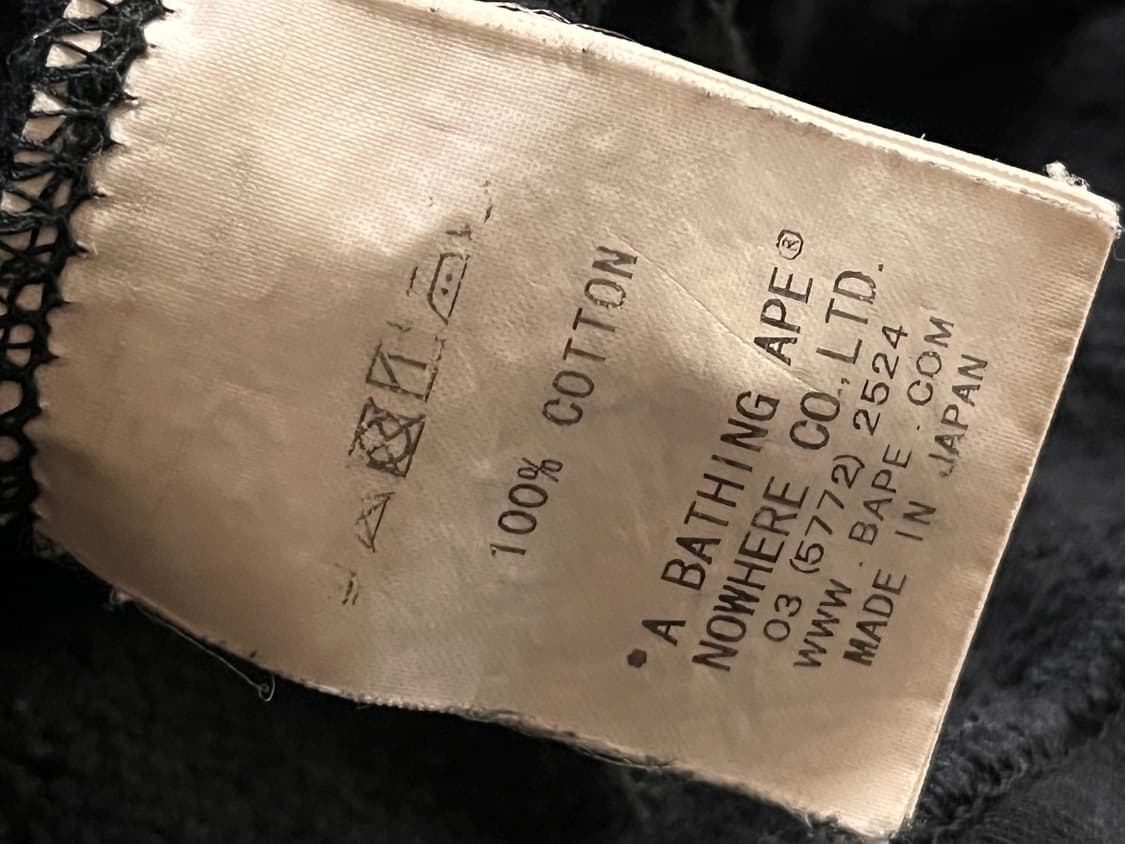 100% COTTON
A BATHING APE®
NOWHERE CO., LTD.
03 (5772) 2524
WWW . BAPE . COM
MADE IN JAPAN